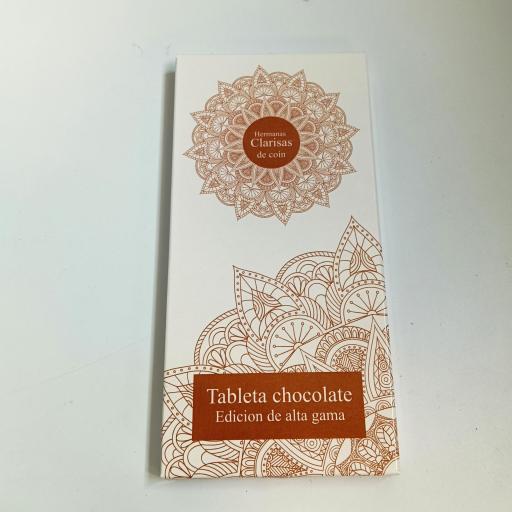 Hermanas
Clarisas
de coin
Tableta chocolate
Edicion de alta gama